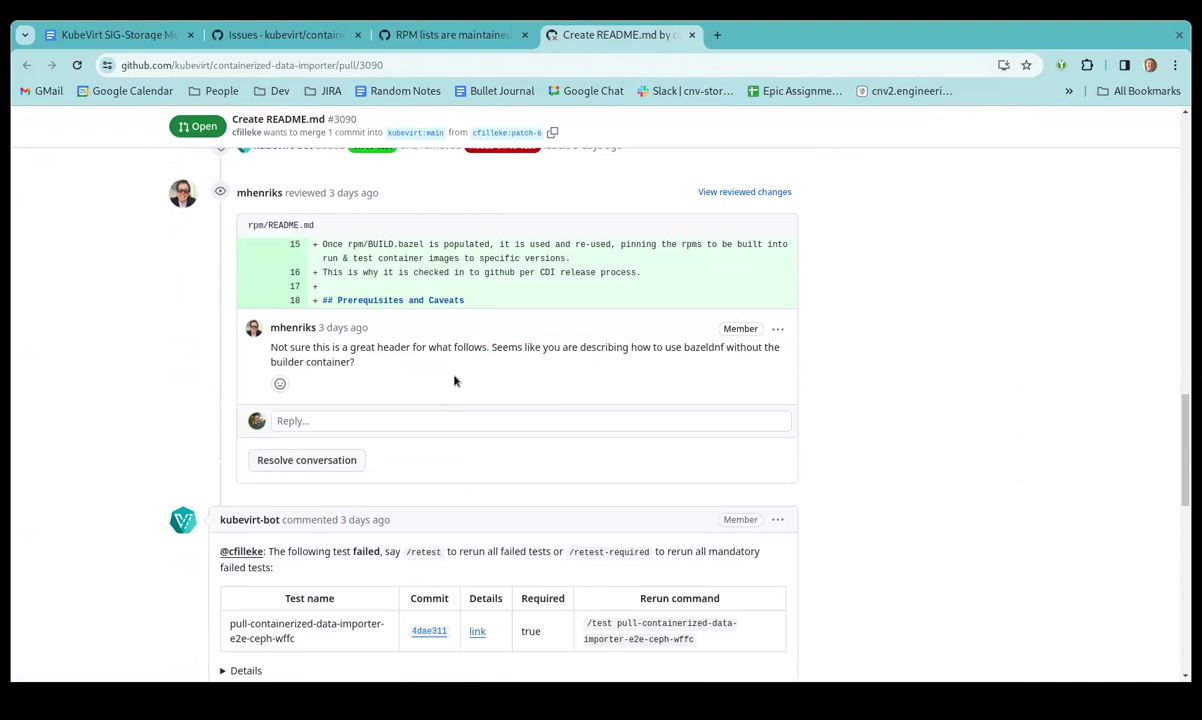 KubeVirt SIG-Storage Me
Issues · kubevirt/contain
RPM lists are maintained
Create README.md by c
github.com/kubevirt/containerized-data-importer/pull/3090
GMail
Google Calendar
People
Dev
JIRA
Random Notes
Bullet Journal
Google Chat
Slack | cnv-stor...
Epic Assignme...
cnv2.engineeri...
»
All Bookmarks
Open
Create README.md #3090
cfilleke wants to merge 1 commit into kubevirt:main from cfilleke:patch-6
mhenriks reviewed 3 days ago
View reviewed changes
rpm/README.md
15 + Once rpm/BUILD.bazel is populated, it is used and re-used, pinning the rpms to be built into
run & test container images to specific versions.
16 + This is why it is checked in to github per CDI release process.
17 +
18 + ## Prerequisites and Caveats
mhenriks 3 days ago
Member
Not sure this is a great header for what follows. Seems like you are describing how to use bazeldnf without the
builder container?
Reply...
Resolve conversation
kubevirt-bot commented 3 days ago
Member
@cfilleke: The following test failed, say /retest to rerun all failed tests or /retest-required to rerun all mandatory
failed tests:
Test name Commit Details Required Rerun command
pull-containerized-data-importer-
e2e-ceph-wffc
4dae311
link
true
/test pull-containerized-data-
importer-e2e-ceph-wffc
Details